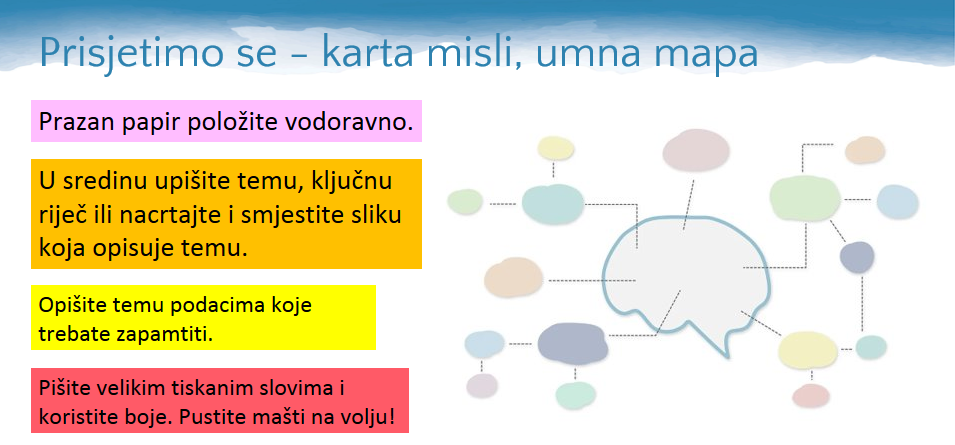 Prisjetimo se – karta misli, umna mapa
Prazan papir položite vodoravno.
U sredinu upišite temu, ključnu
riječ ili nacrtajte i smjestite sliku
koja opisuje temu.
Opišite temu podacima koje
trebate zapamtiti.
Pišite velikim tiskanim slovima i
koristite boje. Pustite mašti na volju!